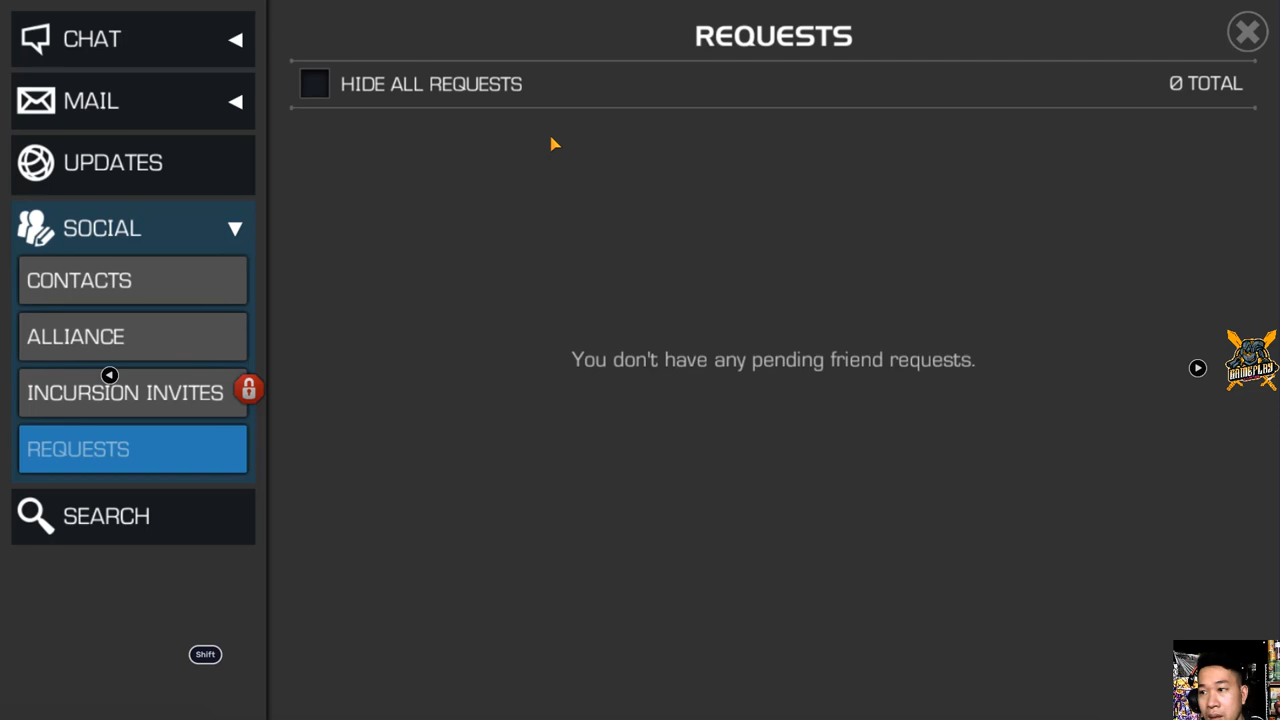 CHAT
MAIL
UPDATES
SOCIAL
CONTACTS
ALLIANCE
INCURSION INVITES
REQUESTS
SEARCH
Shift
REQUESTS
HIDE ALL REQUESTS
0 TOTAL
You don't have any pending friend requests.
GAMEPLAY